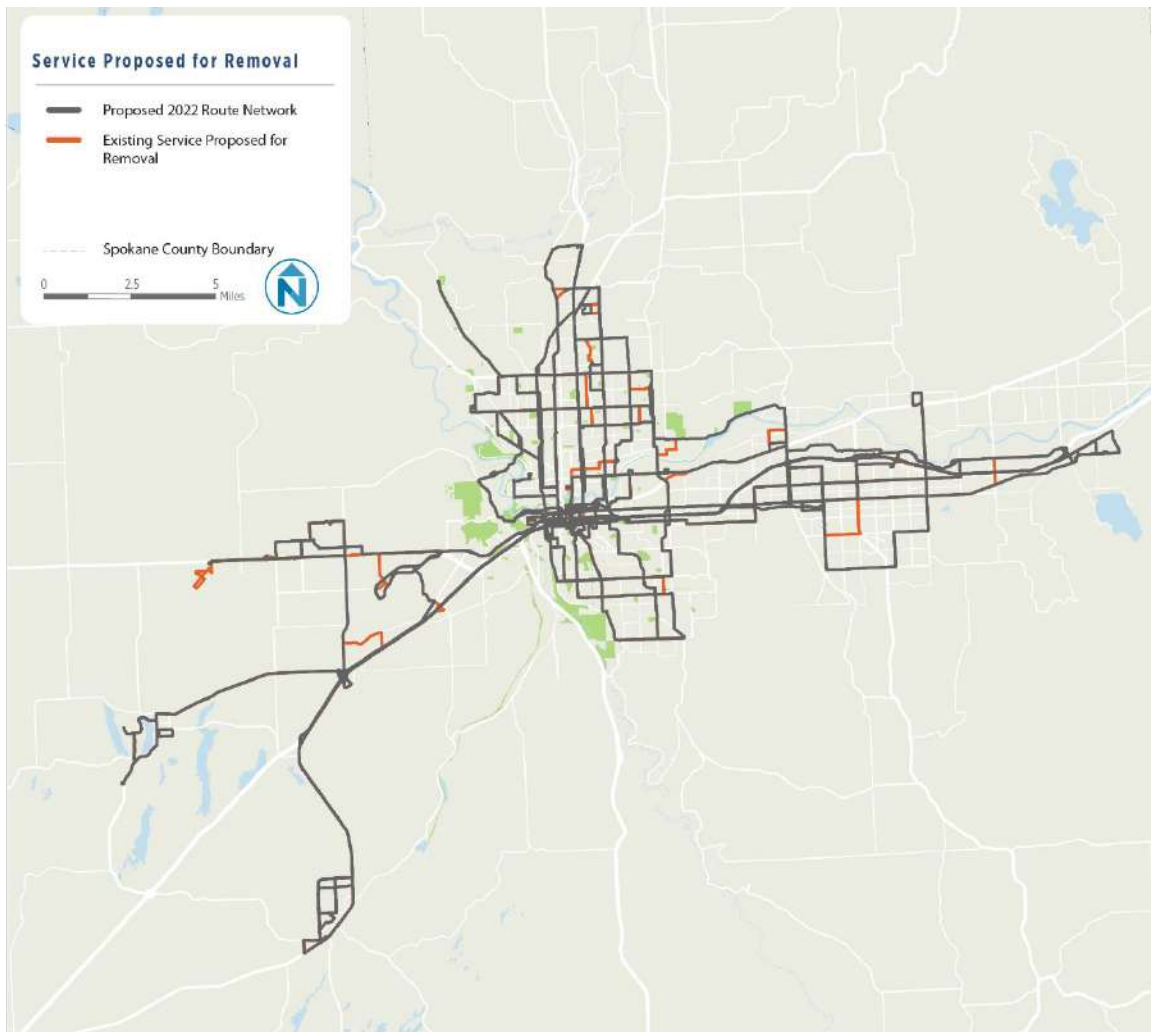 Service Proposed for Removal
Proposed 2022 Route Network
Existing Service Proposed for
Removal
Spokane County Boundary
0 2.5 5
Miles
N